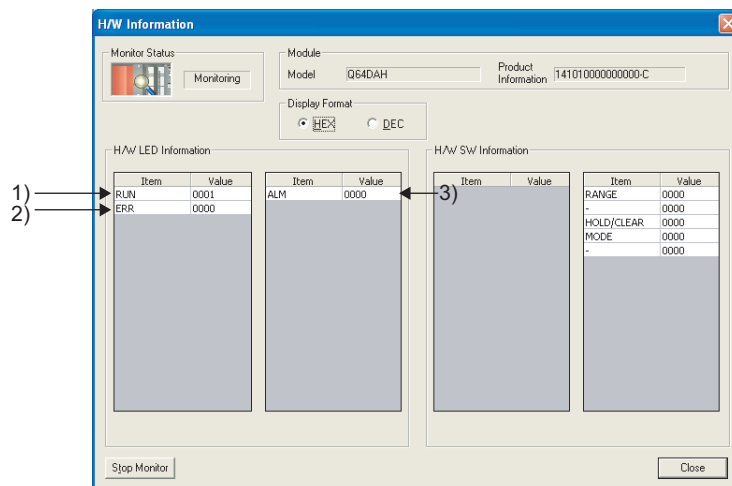 H/W Information
Monitor Status
Monitoring
Module
Model Q64DAH Product Information 141010000000000-C
Display Format
HEX DEC
H/W LED Information
H/W SW Information
Item Value Item Value Item Value Item Value
1) RUN 0001 ALM 0000 3) RANGE 0000
2) ERR 0000 - 0000
HOLD/CLEAR 0000
MODE 0000
- 0000
Stop Monitor Close